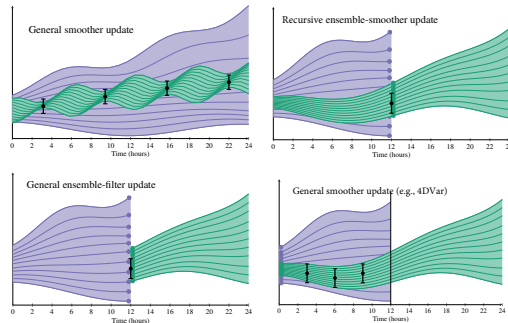 General smoother update
0 2 4 6 8 10 12 14 16 18 20 22 24
Time (hours)
Recursive ensemble-smoother update
0 2 4 6 8 10 12 14 16 18 20 22 24
Time (hours)
General ensemble-filter update
0 2 4 6 8 10 12 14 16 18 20 22 24
Time (hours)
General smoother update (e.g., 4DVar)
0 2 4 6 8 10 12 14 16 18 20 22 24
Time (hours)